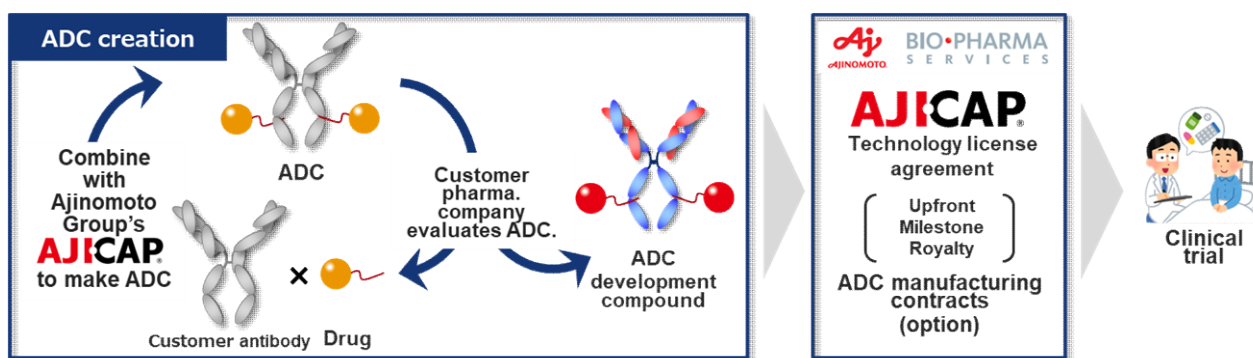 ADC creation
Combine
with
Ajinomoto
Group's
AJICAP®
to make ADC
ADC
Customer antibody
×
Drug
Customer
pharma.
company
evaluates ADC.
ADC
development
compound
Aj
AJINOMOTO
BIO•PHARMA
SERVICES
AJICAP®
Technology license
agreement
Upfront
Milestone
Royalty
ADC manufacturing
contracts
(option)
Clinical
trial